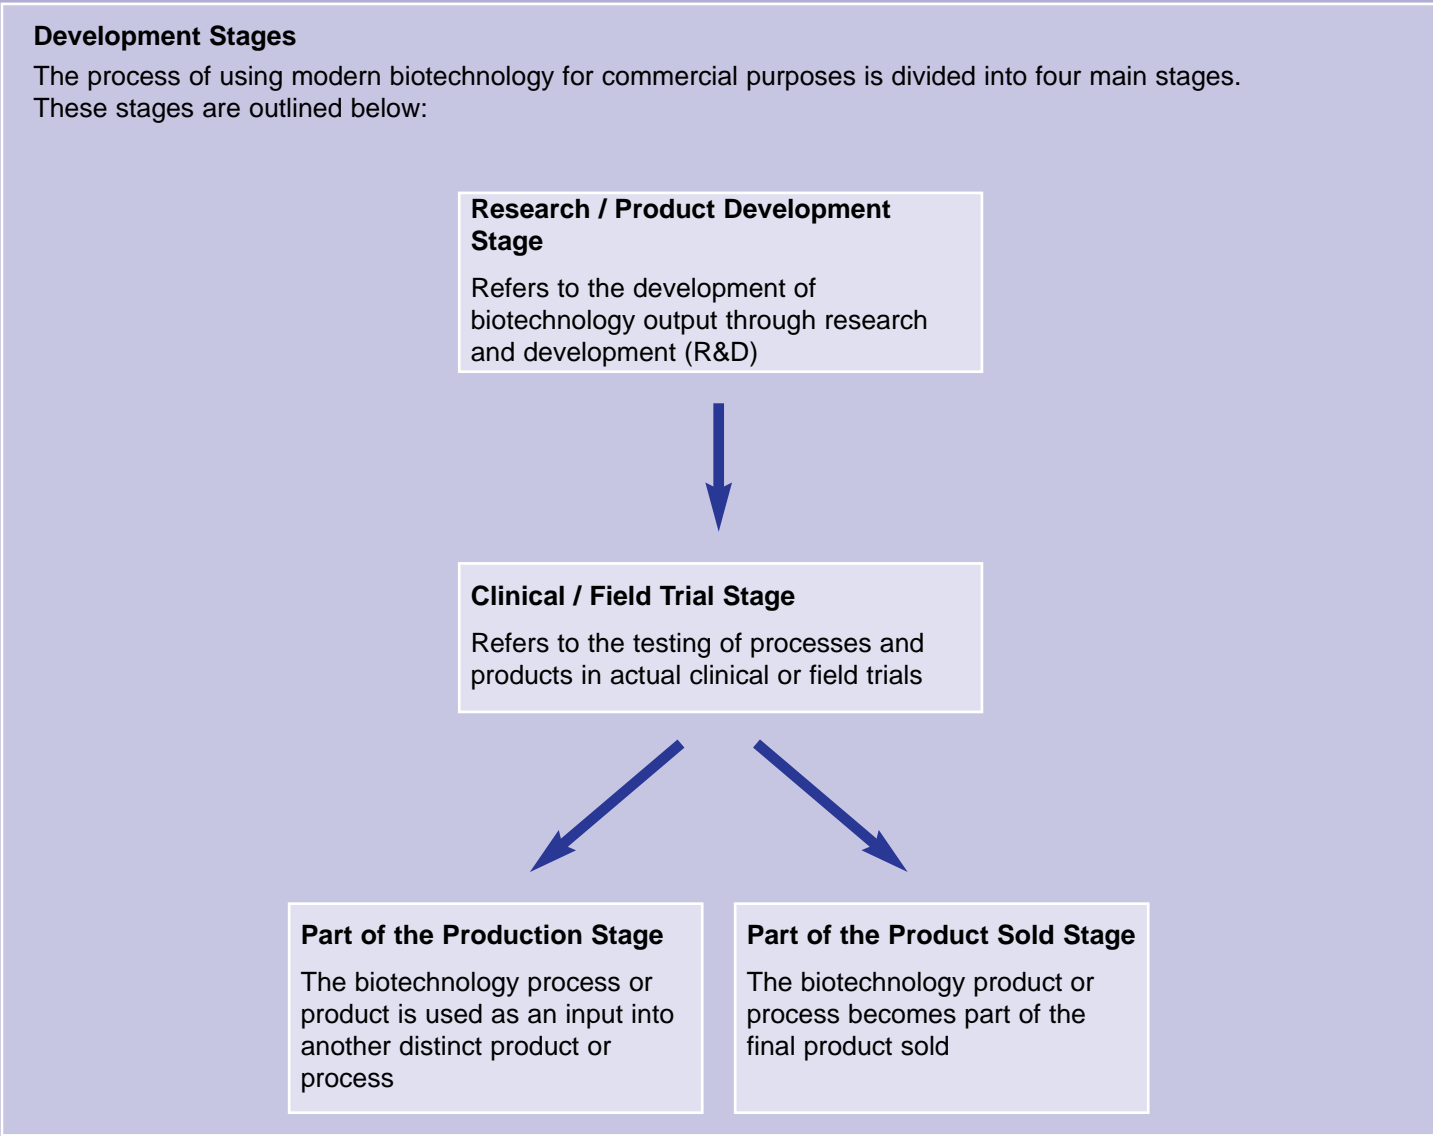 Development Stages
The process of using modern biotechnology for commercial purposes is divided into four main stages.
These stages are outlined below:
Research / Product Development
Stage
Refers to the development of
biotechnology output through research
and development (R&D)
Clinical / Field Trial Stage
Refers to the testing of processes and
products in actual clinical or field trials
Part of the Production Stage
The biotechnology process or
product is used as an input into
another distinct product or
process
Part of the Product Sold Stage
The biotechnology product or
process becomes part of the
final product sold